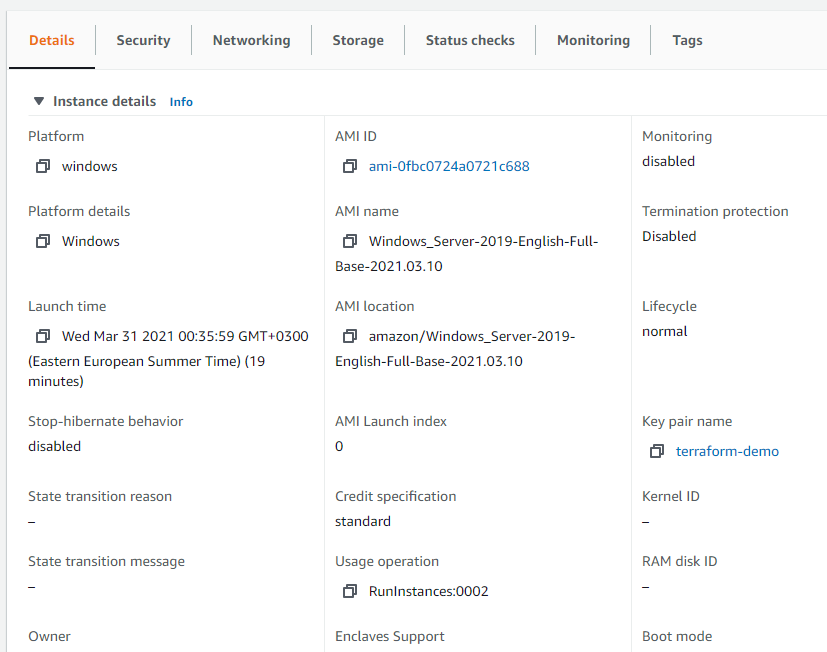 Details
Security
Networking
Storage
Status checks
Monitoring
Tags
Instance details Info
Platform
windows
AMI ID
ami-0fbc0724a0721c688
Monitoring
disabled
Platform details
Windows
AMI name
Windows_Server-2019-English-Full-
Base-2021.03.10
Termination protection
Disabled
Launch time
Wed Mar 31 2021 00:35:59 GMT+0300
(Eastern European Summer Time) (19
minutes)
AMI location
amazon/Windows_Server-2019-
English-Full-Base-2021.03.10
Lifecycle
normal
Stop-hibernate behavior
disabled
AMI Launch index
0
Key pair name
terraform-demo
State transition reason
–
Credit specification
standard
Kernel ID
–
State transition message
–
Usage operation
RunInstances:0002
RAM disk ID
–
Owner
Enclaves Support
Boot mode